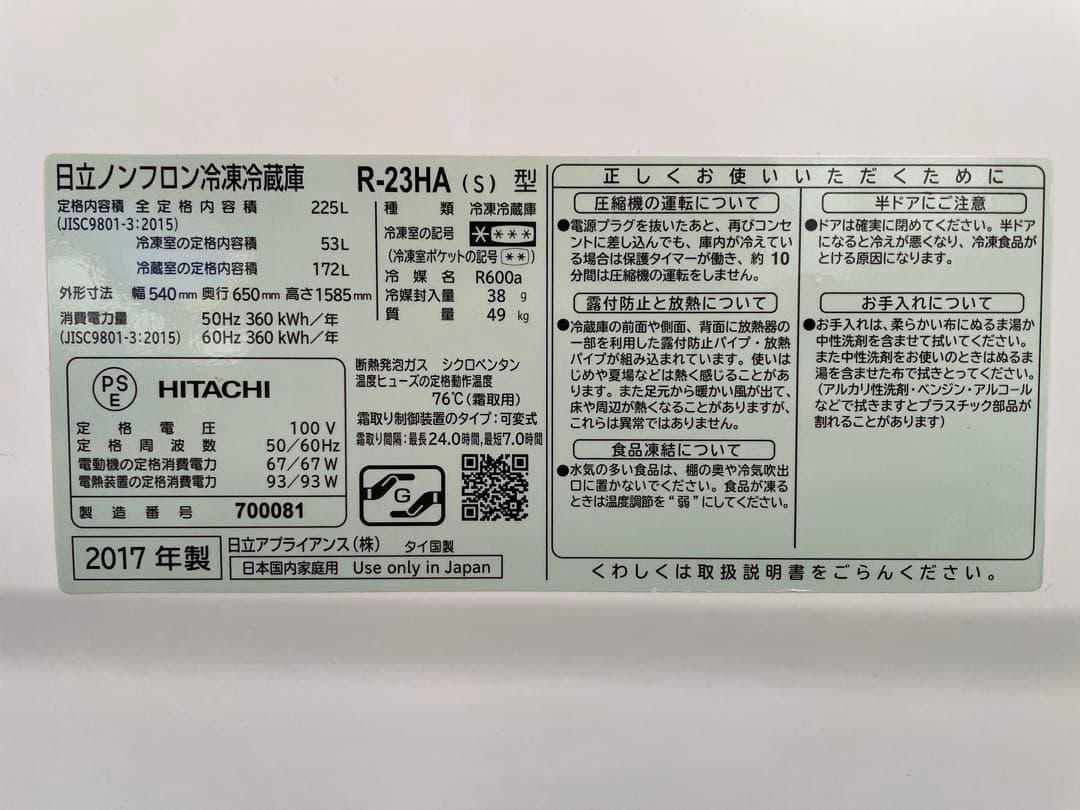 日立ノンフロン冷凍冷蔵庫 R-23HA (S) 型
定格内容積 全定格内容積 225L
(JISC9801-3:2015)
冷凍室の定格内容積 53L
冷蔵室の定格内容積 172L
外形寸法 幅540mm 奥行650mm 高さ1585mm
消費電力量 50Hz 360 kWh/年
(JISC9801-3:2015) 60Hz 360 kWh/年
種類 冷凍冷蔵庫
冷凍室の記号 ****
(冷凍室ポケットの記号 **)
冷媒名 R600a
冷媒封入量 38 g
質量 49 kg
PSE HITACHI
定格電圧 100 V
定格周波数 50/60Hz
電動機の定格消費電力 67/67W
電熱装置の定格消費電力 93/93W
製造番号 700081
断熱発泡ガス シクロペンタン
温度ヒューズの定格動作温度
76℃(霜取用)
霜取り制御装置のタイプ:可変式
霜取り間隔:最長24.0時間,最短7.0時間
G
2017年製
日立アプライアンス(株) タイ国製
日本国内家庭用 Use only in Japan
正しくお使いいただくために
圧縮機の運転について
●電源プラグを抜いたあと、再びコンセ
ントに差し込んでも、庫内が冷えてい
る場合は保護タイマーが働き、約10
分間は圧縮機の運転をしません。
露付防止と放熱について
●冷蔵庫の前面や側面、背面に放熱器の
一部を利用した露付防止パイプ・放熱
パイプが組み込まれています。使いは
じめや夏場などは熱く感じることがあ
ります。また足元から暖かい風が出て、
床や周辺が熱くなることがありますが、
これらは異常ではありません。
食品凍結について
●水気の多い食品は、棚の奥や冷気吹出
口に置かないでください。食品が凍る
ときは温度調節を“弱”にしてください。
半ドアにご注意
●ドアは確実に閉めてください。半ドア
になると冷えが悪くなり、冷凍食品が
とける原因になります。
お手入れについて
●お手入れは、柔らかい布にぬるま湯か
中性洗剤を含ませて拭いてください。
また中性洗剤をお使いのときはぬるま
湯を含ませた布で拭きとってください。
(アルカリ性洗剤・ベンジン・アルコール
などで拭きますとプラスチック部品が
割れることがあります)
くわしくは取扱説明書をごらんください。